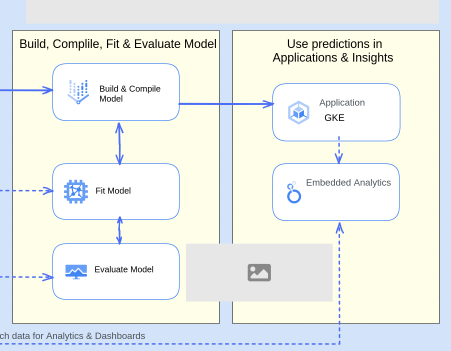 Build, Complile, Fit & Evaluate Model
Use predictions in
Applications & Insights
Build & Compile
Model
Application
GKE
Fit Model
Embedded Analytics
Evaluate Model
data for Analytics & Dashboards